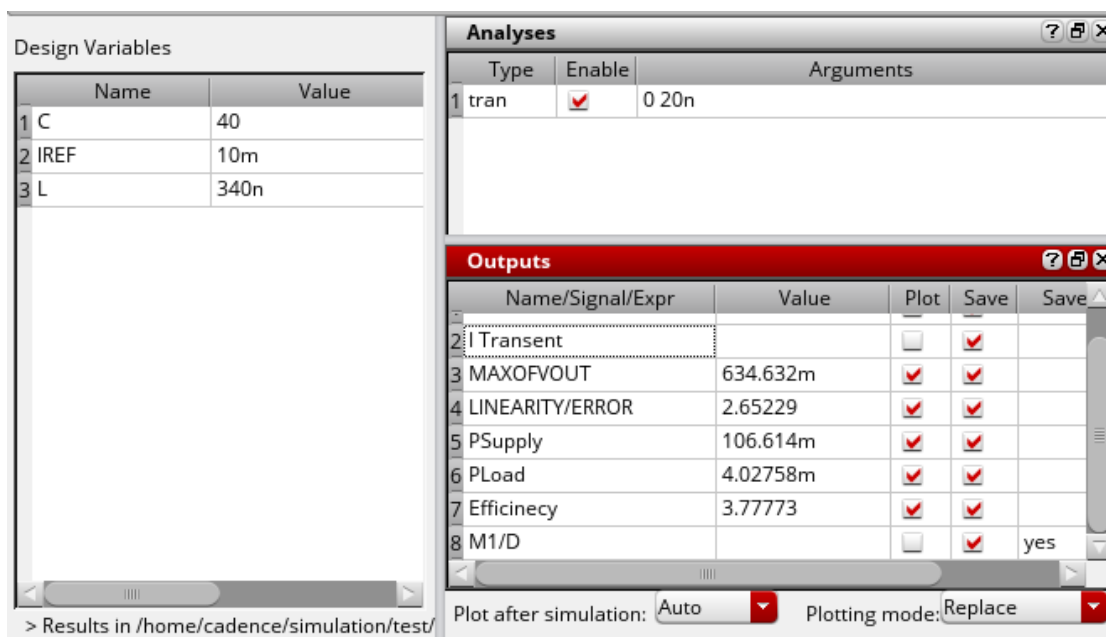 Design Variables
Name Value
1 C 40
2 IREF 10m
3 L 340n
> Results in /home/cadence/simulation/test/
Analyses
Type Enable Arguments
1 tran 0 20n
Outputs
Name/Signal/Expr Value Plot Save Save
2 I Transent
3 MAXOFVOUT 634.632m
4 LINEARITY/ERROR 2.65229
5 PSupply 106.614m
6 PLoad 4.02758m
7 Efficinecy 3.77773
8 M1/D yes
Plot after simulation: Auto Plotting mode: Replace